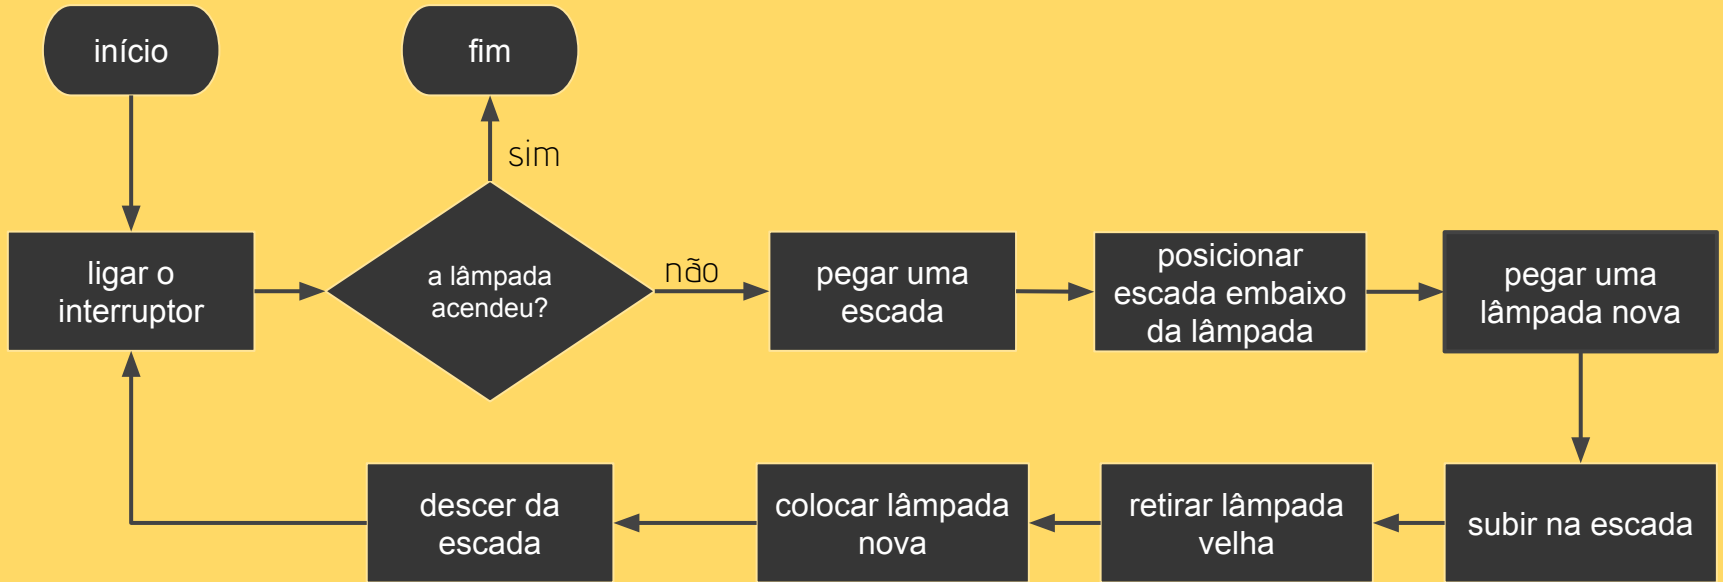 início
fim
sim
ligar o
interruptor
a lâmpada
acendeu?
não
pegar uma
escada
posicionar
escada embaixo
da lâmpada
pegar uma
lâmpada nova
subir na escada
retirar lâmpada
velha
colocar lâmpada
nova
descer da
escada